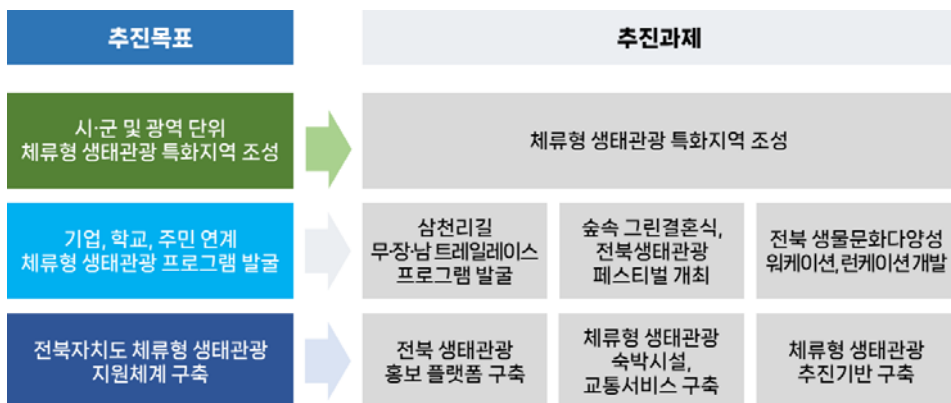 추진목표
추진과제
시·군 및 광역 단위
체류형 생태관광 특화지역 조성
체류형 생태관광 특화지역 조성
기업, 학교, 주민 연계
체류형 생태관광 프로그램 발굴
삼천리길
무·장·남 트레일레이스
프로그램 발굴
숲속 그린결혼식,
전북생태관광
페스티벌 개최
전북 생물문화다양성
워케이션, 런케이션 개발
전북자치도 체류형 생태관광
지원체계 구축
전북 생태관광
홍보 플랫폼 구축
체류형 생태관광
숙박시설,
교통서비스 구축
체류형 생태관광
추진기반 구축